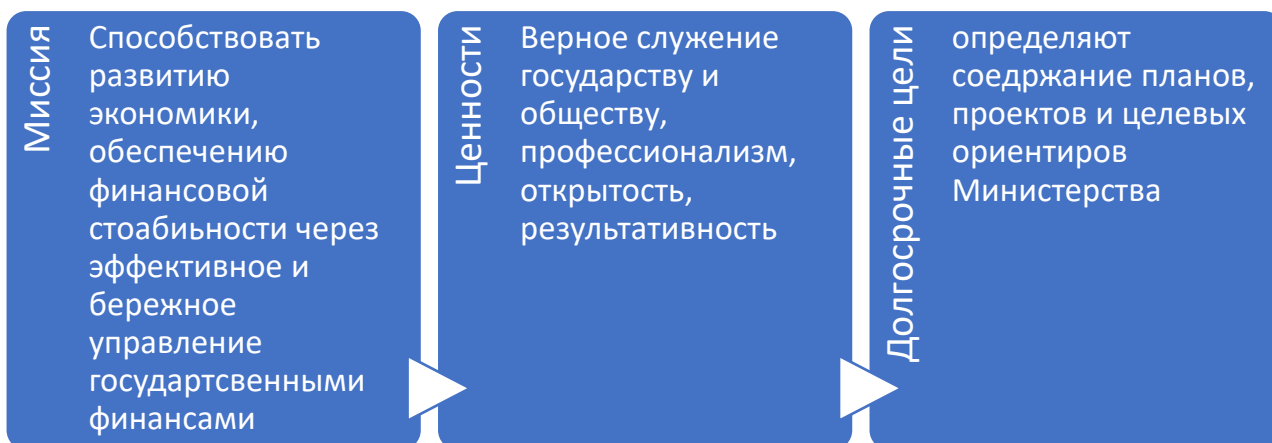 Миссия
Способствовать
развитию
экономики,
обеспечению
финансовой
стоабиьности через
эффективное и
бережное
управление
государтсвенными
финансами
Ценности
Верное служение
государству и
обществу,
профессионализм,
открытость,
результативность
Долгосрочные цели
определяют
соедржание планов,
проектов и целевых
ориентиров
Министерства